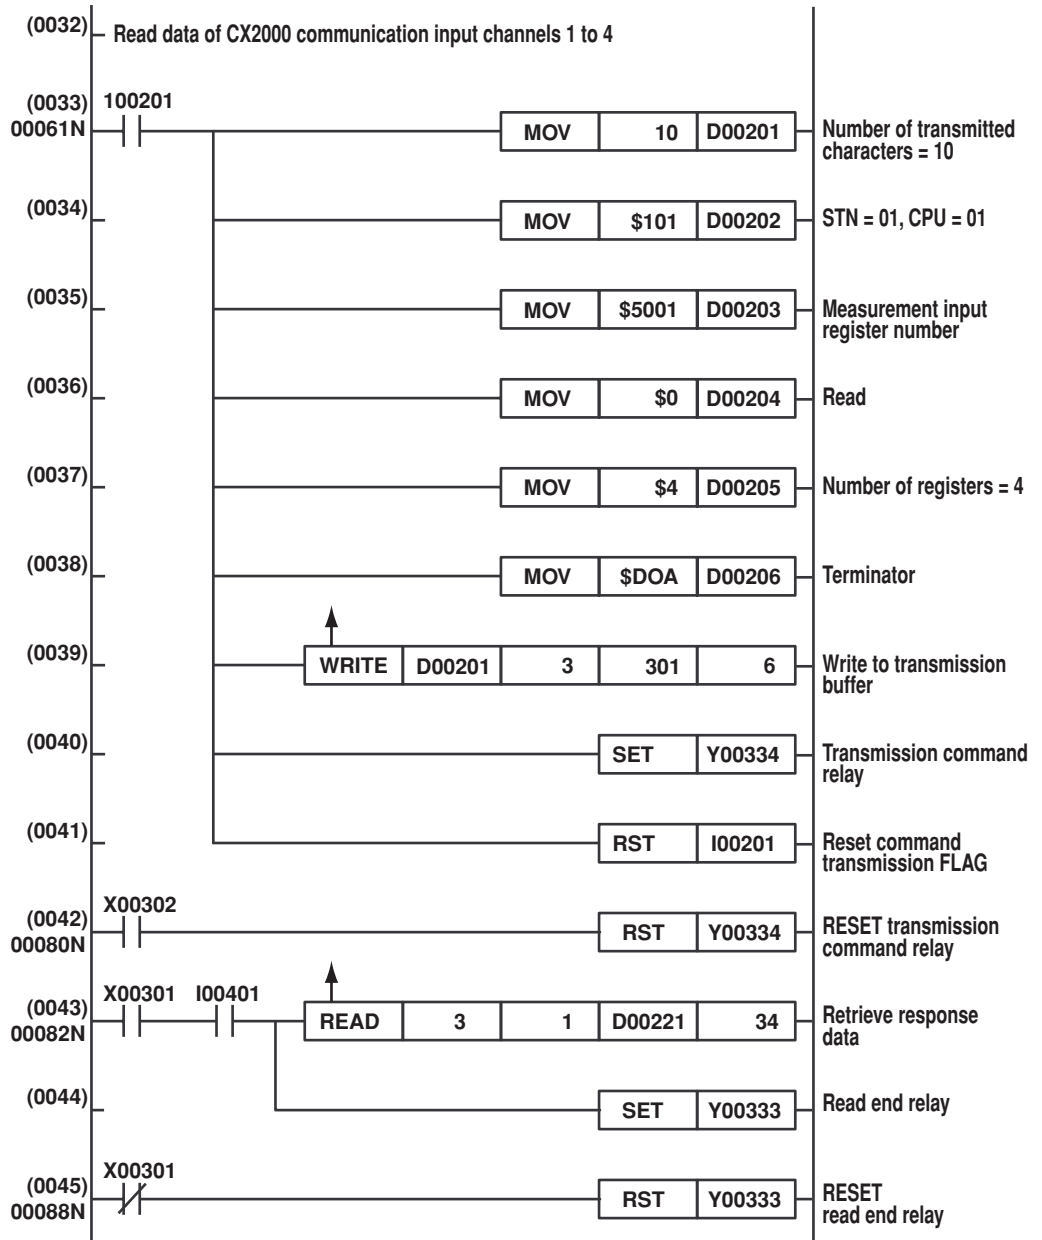 (0032) Read data of CX2000 communication input channels 1 to 4
(0033) 100201
00061N MOV 10 D00201 Number of transmitted
characters = 10
(0034) MOV $101 D00202 STN = 01, CPU = 01
(0035) MOV $5001 D00203 Measurement input
register number
(0036) MOV $0 D00204 Read
(0037) MOV $4 D00205 Number of registers = 4
(0038) MOV $DOA D00206 Terminator
(0039) WRITE D00201 3 301 6 Write to transmission
buffer
(0040) SET Y00334 Transmission command
relay
(0041) RST I00201 Reset command
transmission FLAG
X00302
(0042) RST Y00334 RESET transmission
00080N command relay
X00301 I00401
(0043) READ 3 1 D00221 34 Retrieve response
00082N data
(0044) SET Y00333 Read end relay
X00301
(0045) RST Y00333 RESET
00088N read end relay